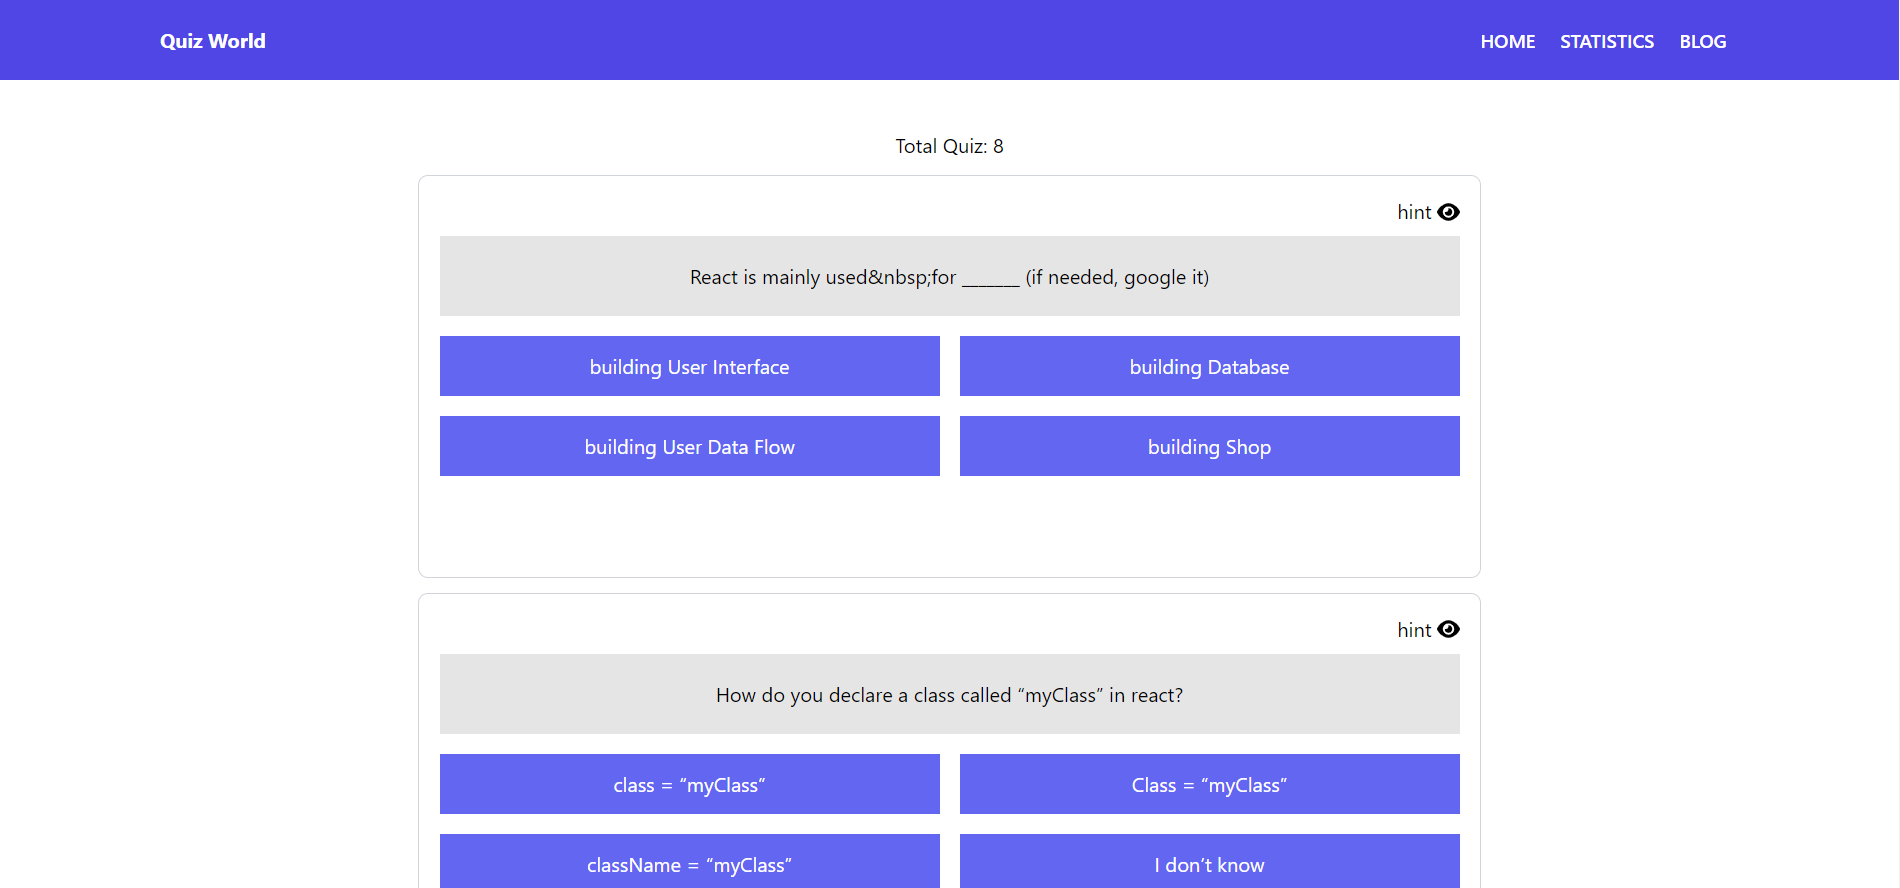 Quiz World
HOME STATISTICS BLOG
Total Quiz: 8
hint
React is mainly used&nbsp;for _______ (if needed, google it)
building User Interface
building Database
building User Data Flow
building Shop
hint
How do you declare a class called “myClass” in react?
class = “myClass”
Class = “myClass”
className = “myClass”
I don’t know